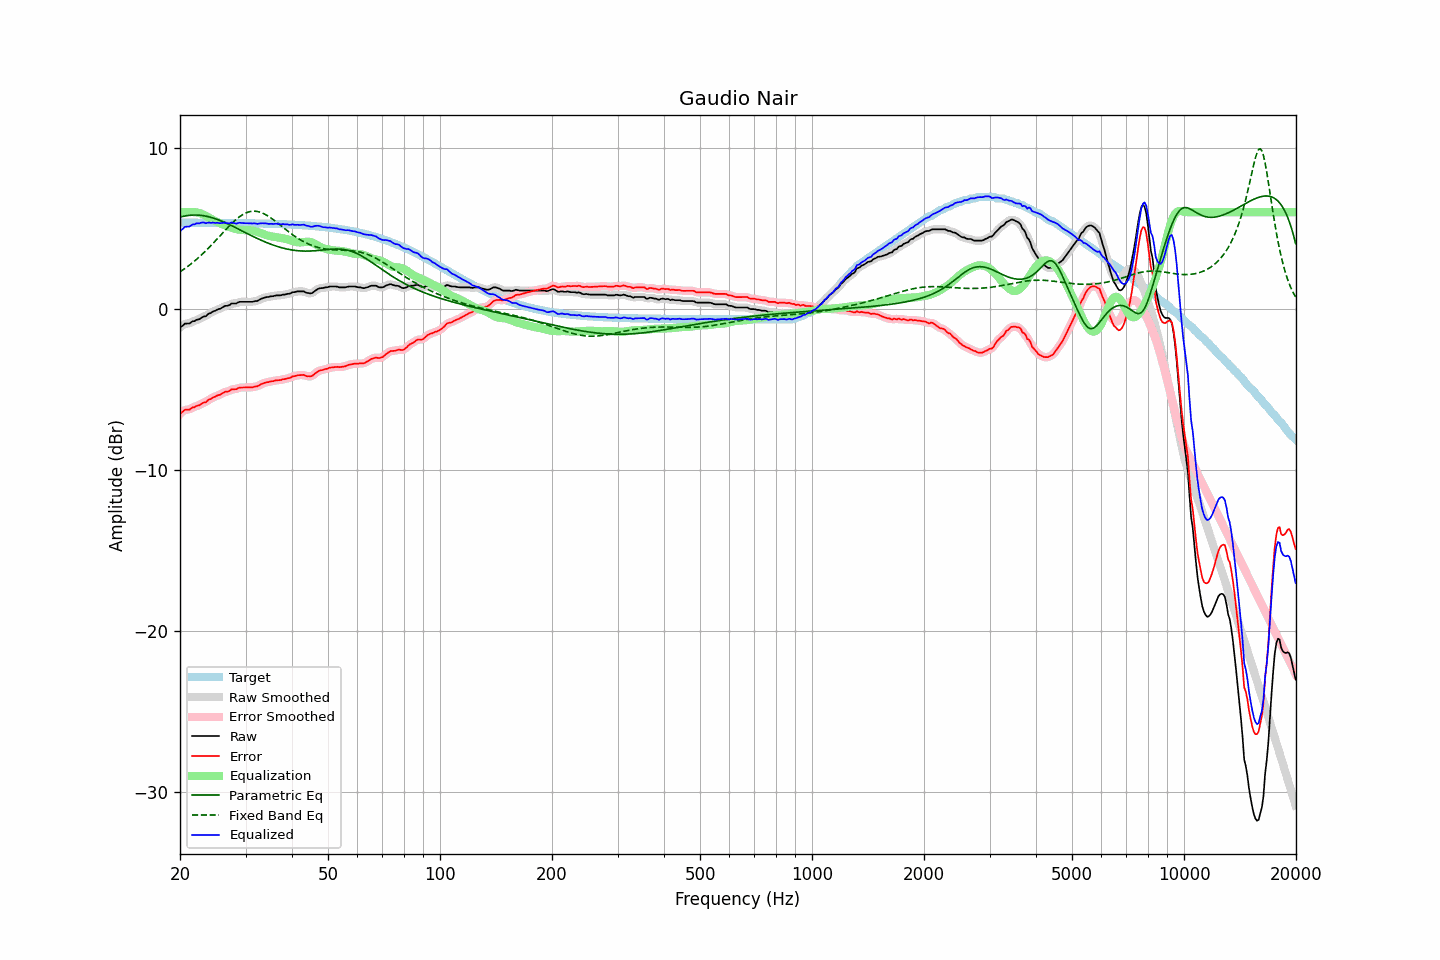 Gaudio Nair
Amplitude (dBr)
10
0
−10
−20
−30
Target
Raw Smoothed
Error Smoothed
Raw
Error
Equalization
Parametric Eq
Fixed Band Eq
Equalized
20 50 100 200 500 1000 2000 5000 10000 20000
Frequency (Hz)